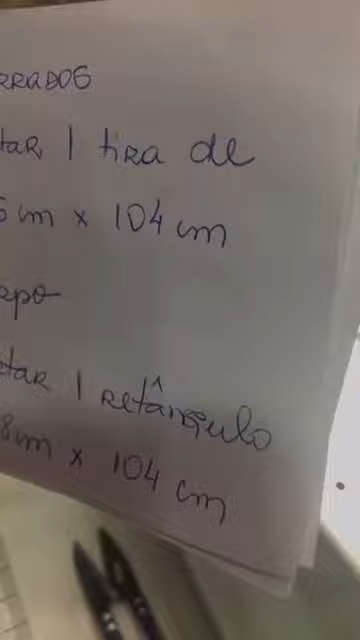 RRADOS
tar 1 tira de
cm x 104 cm
rpo
tar 1 retângulo
8cm x 104 cm